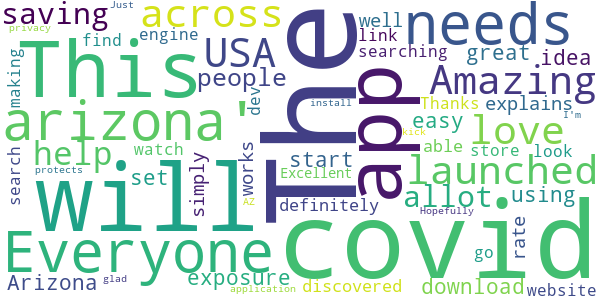 Just
saving across needs well
privacy find engine USA link
making This people searching great idea
The app Amazing
arizona' dev Thanks explains
install I'm
help watch works easy love
kick able store look
search set simply start launched
protects will Excellent allot using
AZ definitely Hopefully
Everyone covid rate go
Arizona glad exposure discovered download website
application